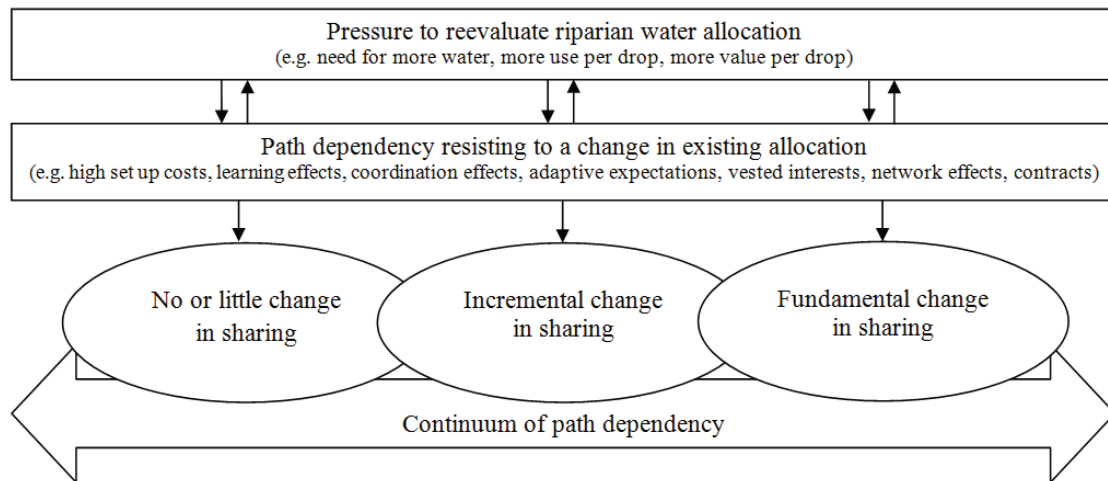 Pressure to reevaluate riparian water allocation
(e.g. need for more water, more use per drop, more value per drop)
Path dependency resisting to a change in existing allocation
(e.g. high set up costs, learning effects, coordination effects, adaptive expectations, vested interests, network effects, contracts)
No or little change
in sharing
Incremental change
in sharing
Fundamental change
in sharing
Continuum of path dependency